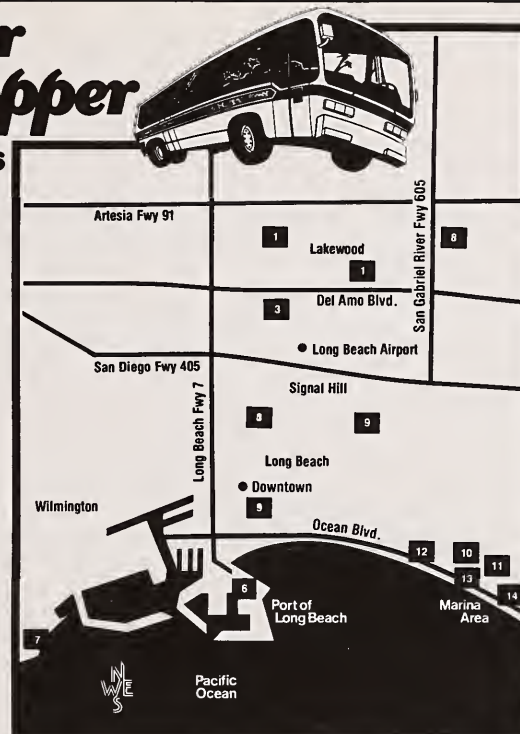 r
pper
s
Artesia Fwy 91
San Gabriel River Fwy 605
1
8
Lakewood
1
Del Amo Blvd.
3
Long Beach Airport
San Diego Fwy 405
Signal Hill
Long Beach Fwy 7
9
Long Beach
Downtown
Wilmington
9
Ocean Blvd.
12
10
11
13
14
6
Port of
Long Beach
Marina
Area
7
N
W E
S
Pacific
Ocean